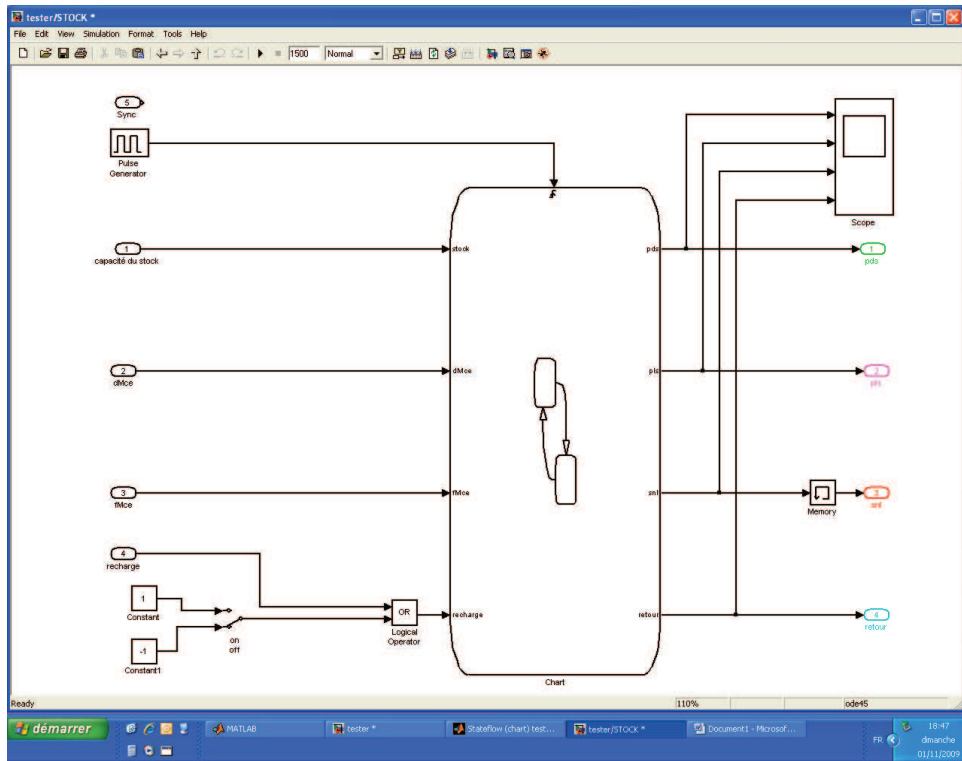 tester/STOCK *
File Edit View Simulation Format Tools Help
1500 Normal
5
Sync
Pulse
Generator
Scope
1
capacité du stock
stock
pds
1
pds
2
dMce
dMce
pls
2
pls
3
fMce
fMce
snl
Memory
3
snl
4
recharge
1
Constant
-1
Constant1
on
off
OR
Logical
Operator
recharge
retour
4
retour
Chart
Ready
110%
ode45
démarrer
MATLAB
tester *
Stateflow (chart) test...
tester/STOCK *
Document1 - Microsof...
FR
18:47
dimanche
01/11/2009